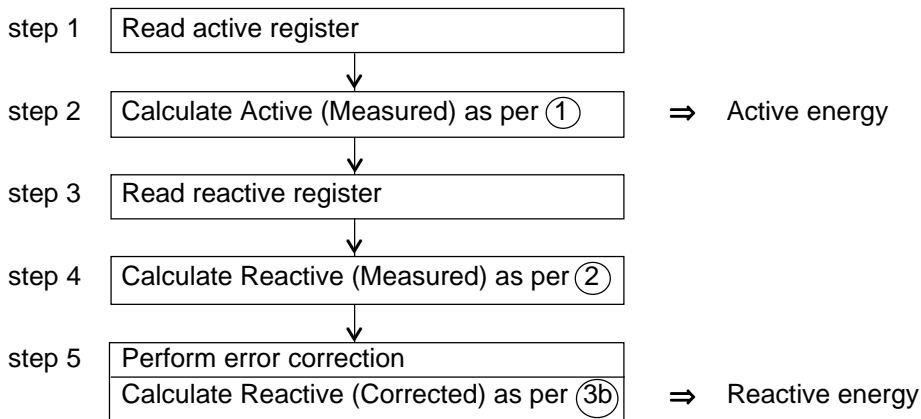 step 1 Read active register
step 2 Calculate Active (Measured) as per 1 ⇒ Active energy
step 3 Read reactive register
step 4 Calculate Reactive (Measured) as per 2
step 5 Perform error correction
Calculate Reactive (Corrected) as per 3b ⇒ Reactive energy